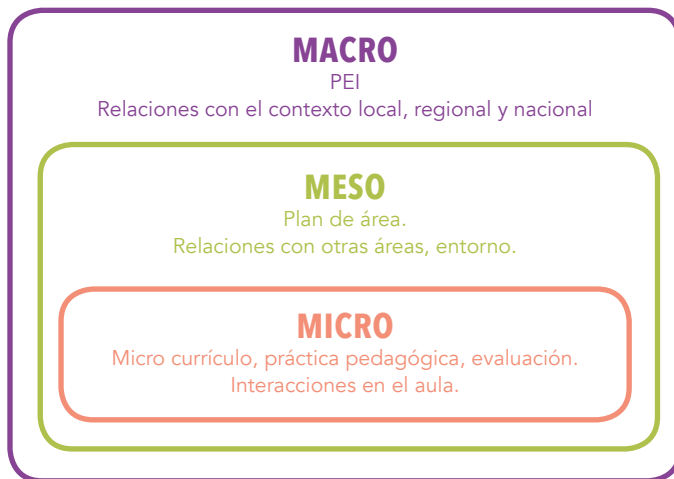 MACRO
PEI
Relaciones con el contexto local, regional y nacional
MESO
Plan de área.
Relaciones con otras áreas, entorno.
MICRO
Micro currículo, práctica pedagógica, evaluación.
Interacciones en el aula.